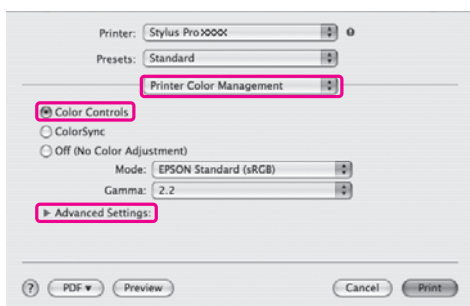 Printer: Stylus Pro XXXX
Presets: Standard
Printer Color Management
Color Controls
ColorSync
Off (No Color Adjustment)
Mode: EPSON Standard (sRGB)
Gamma: 2.2
Advanced Settings:
? PDF Preview Cancel Print